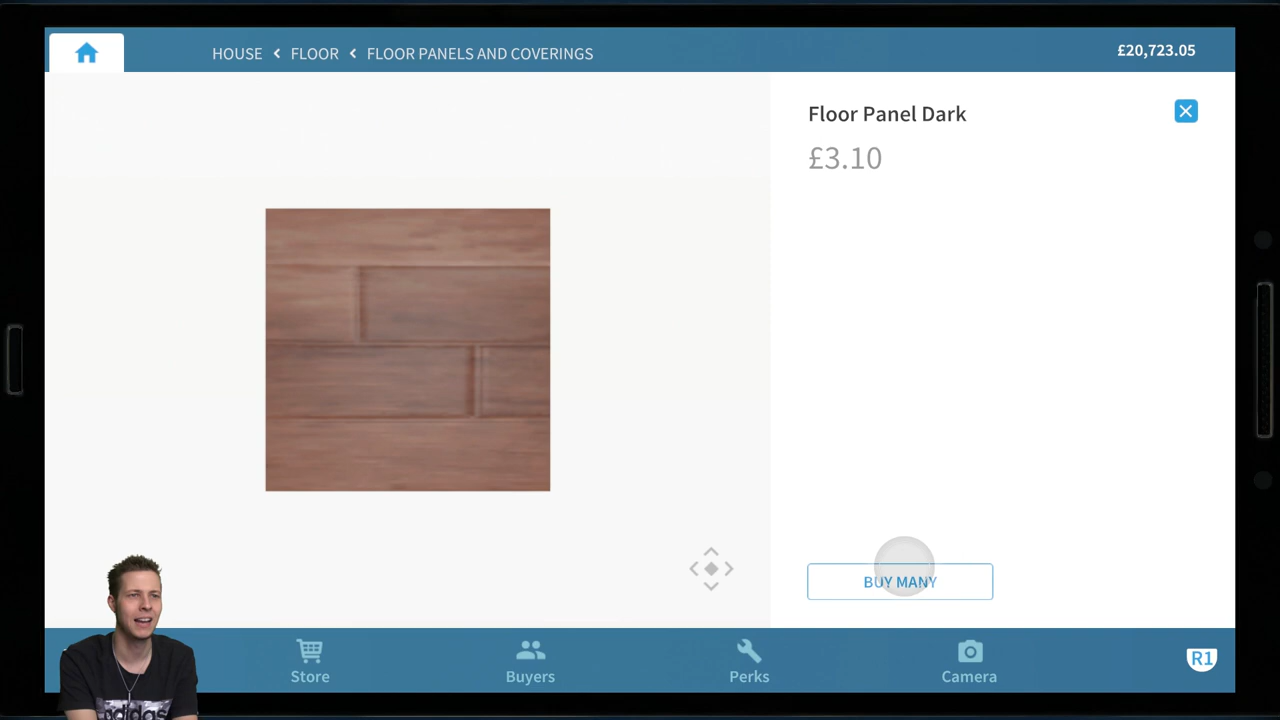 HOUSE < FLOOR < FLOOR PANELS AND COVERINGS
£20,723.05
Floor Panel Dark
£3.10
BUY MANY
Store
Buyers
Perks
Camera
R1
adidas